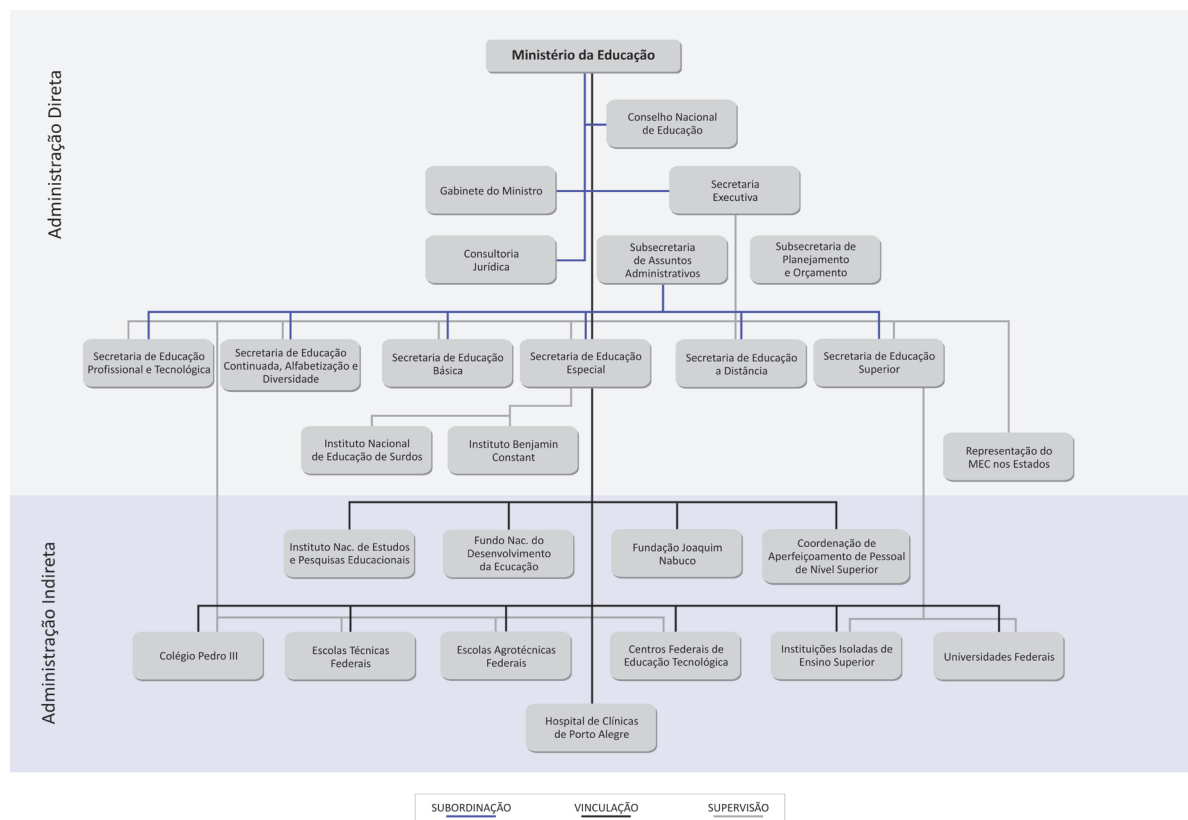 Administração Direta
Ministério da Educação
Conselho Nacional
de Educação
Gabinete do Ministro
Secretaria
Executiva
Consultoria
Jurídica
Subsecretaria
de Assuntos
Administrativos
Subsecretaria de
Planejamento
e Orçamento
Secretaria de Educação
Profissional e Tecnológica
Secretaria de Educação
Continuada, Alfabetização e
Diversidade
Secretaria de Educação
Básica
Secretaria de Educação
Especial
Secretaria de Educação
a Distância
Secretaria de Educação
Superior
Instituto Nacional
de Educação de Surdos
Instituto Benjamin
Constant
Representação do
MEC nos Estados
Administração Indireta
Instituto Nac. de Estudos
e Pesquisas Educacionais
Fundo Nac. do
Desenvolvimento
da Ecucação
Fundação Joaquim
Nabuco
Coordenação de
Aperfeiçoamento de Pessoal
de Nível Superior
Colégio Pedro III
Escolas Técnicas
Federais
Escolas Agrotécnicas
Federais
Centros Federais de
Educação Tecnológica
Instituições Isoladas de
Ensino Superior
Universidades Federais
Hospital de Clínicas
de Porto Alegre
SUBORDINAÇÃO
VINCULAÇÃO
SUPERVISÃO